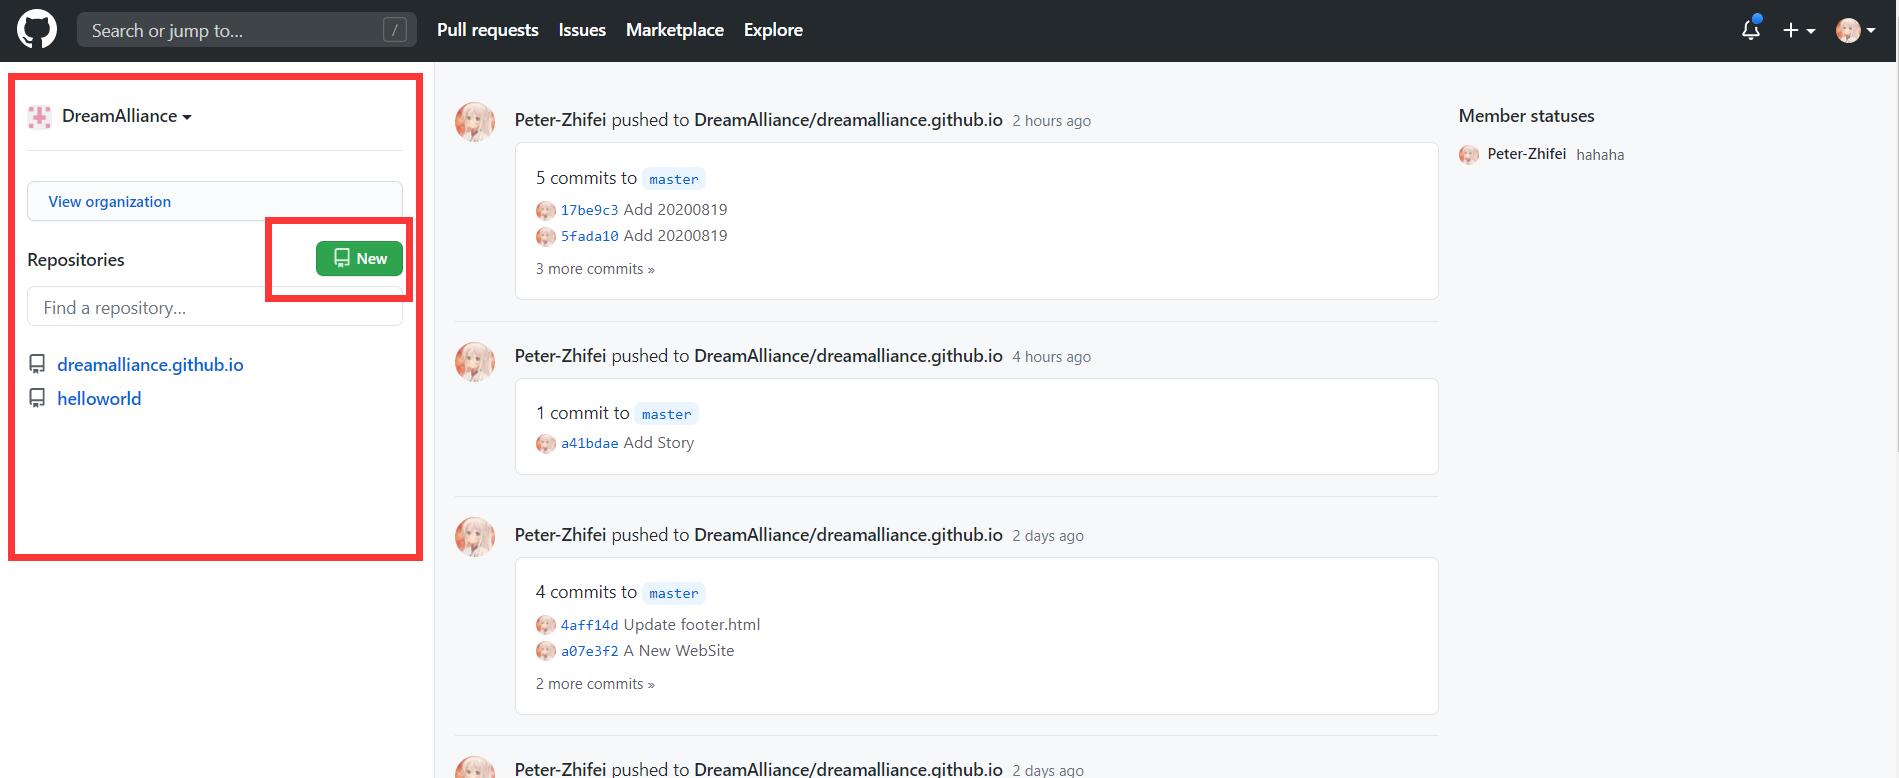 Search or jump to...
/
Pull requests
Issues
Marketplace
Explore
DreamAlliance
View organization
Repositories
New
Find a repository...
dreamalliance.github.io
helloworld
Peter-Zhifei pushed to DreamAlliance/dreamalliance.github.io 2 hours ago
5 commits to master
17be9c3 Add 20200819
5fada10 Add 20200819
3 more commits »
Peter-Zhifei pushed to DreamAlliance/dreamalliance.github.io 4 hours ago
1 commit to master
a41bdae Add Story
Peter-Zhifei pushed to DreamAlliance/dreamalliance.github.io 2 days ago
4 commits to master
4aff14d Update footer.html
a07e3f2 A New WebSite
2 more commits »
Peter-Zhifei pushed to DreamAlliance/dreamalliance.github.io 2 days ago
Member statuses
Peter-Zhifei hahaha